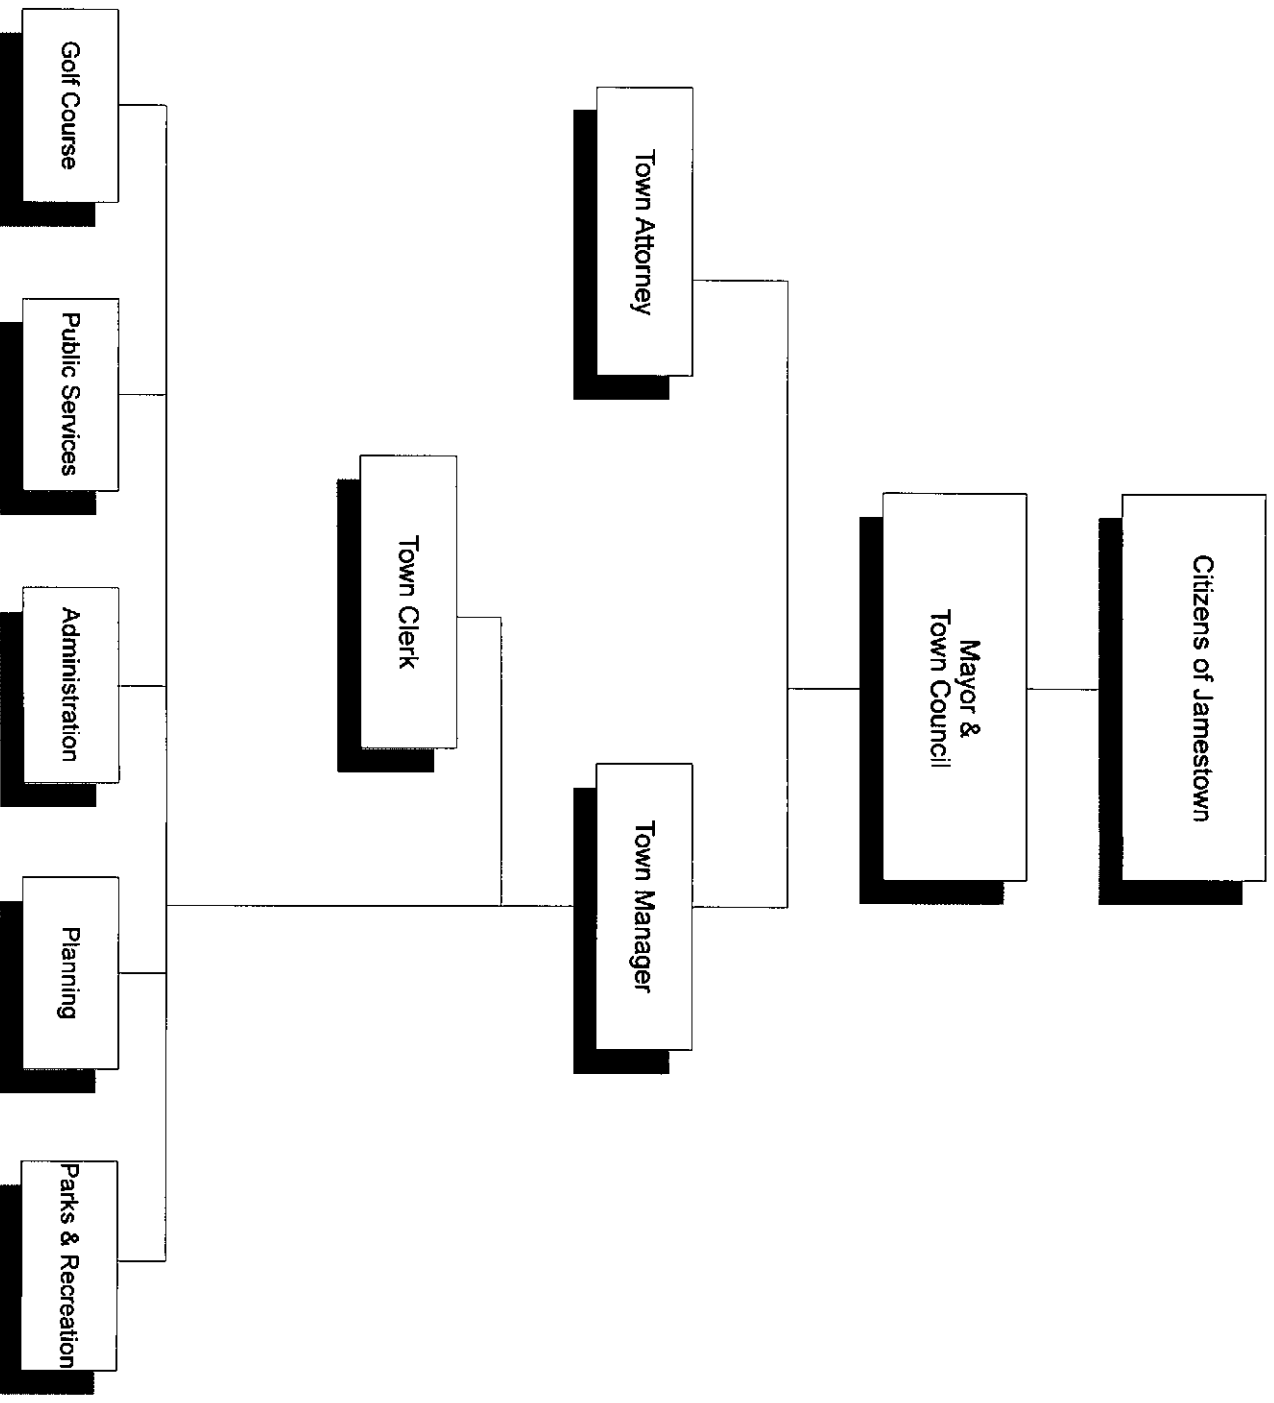 Citizens of Jamestown
Mayor &
Town Council
Town Attorney
Town Manager
Town Clerk
Golf Course
Public Services
Administration
Planning
Parks & Recreation